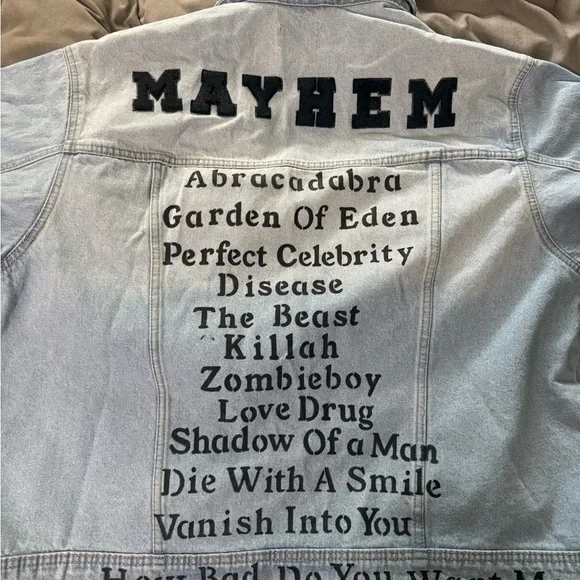 MAYHEM
Abracadabra
Garden Of Eden
Perfect Celebrity
Disease
The Beast
Killah
Zombieboy
Love Drug
Shadow Of a Man
Die With A Smile
Vanish Into You
How Bad Do You Want Me